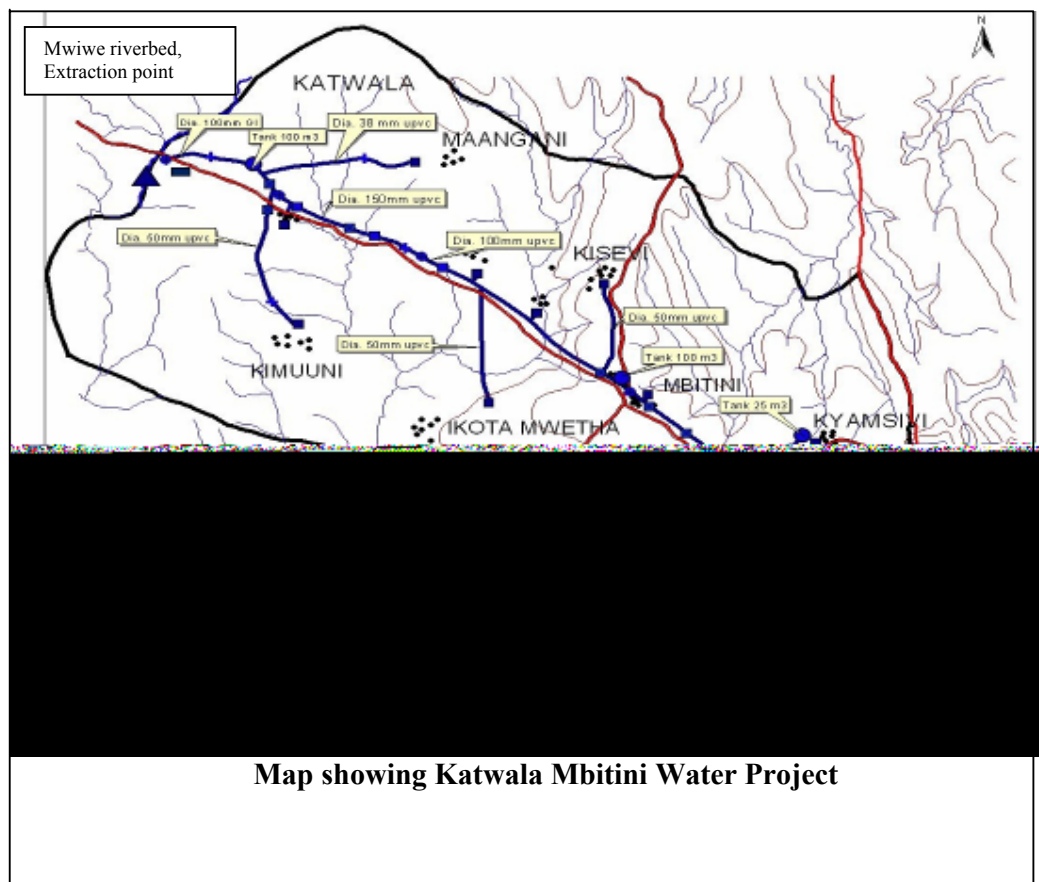 Mwiwe riverbed,
Extraction point
N
KATWALA
Dia. 100mm GI
Tank 100 m3
Dia. 38 mm upvc
MAANGANI
Dia. 150mm upvc
Dia. 50mm upvc
Dia. 100mm upvc
KISEVI
Dia. 50mm upvc
Dia. 50mm upvc
KIMUUNI
Tank 100 m3
MBITINI
Tank 25 m3
KYAMSIVI
IKOTA MWETHA
Map showing Katwala Mbitini Water Project